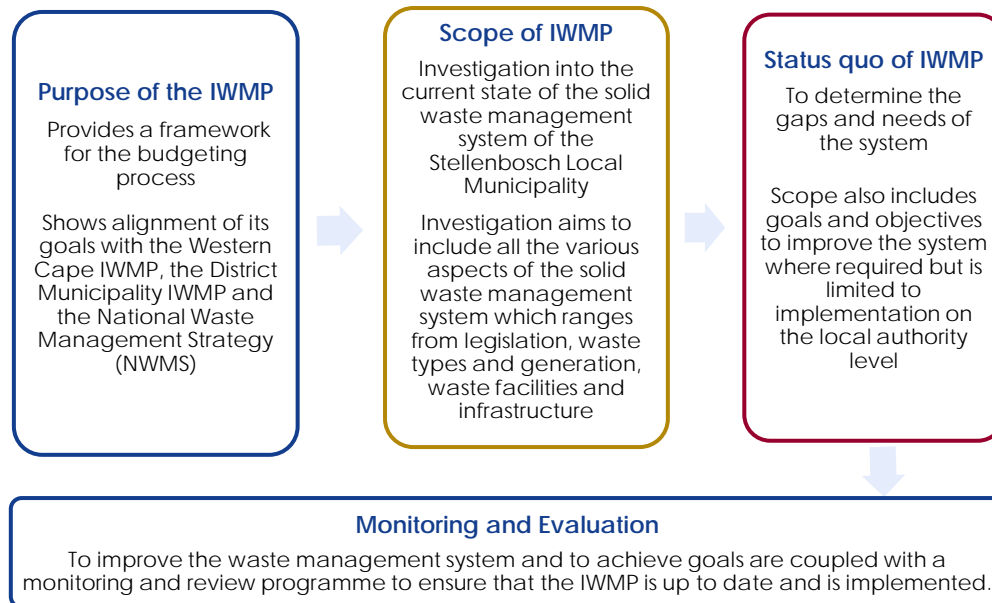 Purpose of the IWMP
Provides a framework
for the budgeting
process
Shows alignment of its
goals with the Western
Cape IWMP, the District
Municipality IWMP and
the National Waste
Management Strategy
(NWMS)
Scope of IWMP
Investigation into the
current state of the solid
waste management
system of the
Stellenbosch Local
Municipality
Investigation aims to
include all the various
aspects of the solid
waste management
system which ranges
from legislation, waste
types and generation,
waste facilities and
infrastructure
Status quo of IWMP
To determine the
gaps and needs of
the system
Scope also includes
goals and objectives
to improve the system
where required but is
limited to
implementation on
the local authority
level
Monitoring and Evaluation
To improve the waste management system and to achieve goals are coupled with a
monitoring and review programme to ensure that the IWMP is up to date and is implemented.